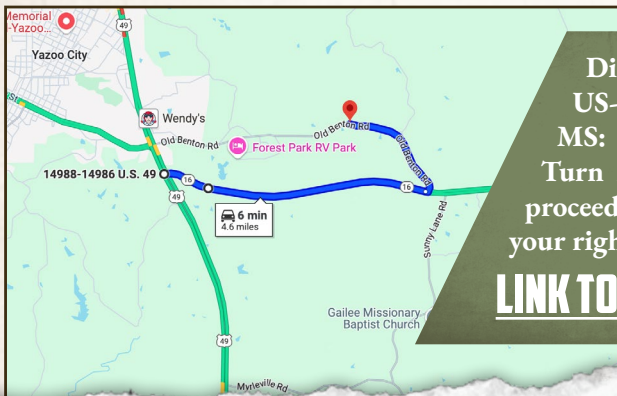 Memorial
-Yazoo...
49
Yazoo City
Wendy's
Old Benton Rd
Forest Park RV Park
Old Benton Rd
Old Benton Rd
14988-14986 U.S. 49
16
49
16
6 min
4.6 miles
Sunny Lane Rd
Gailee Missionary
Baptist Church
49
Myrleville Rd
Di
US-
MS:
Turn
proceed
your righ
LINK TO